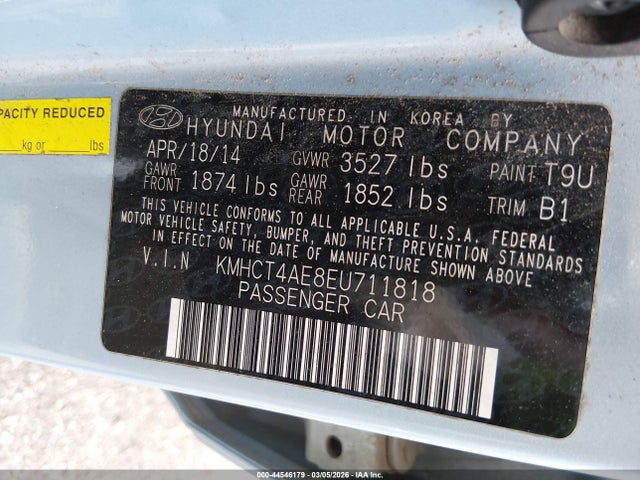 CAPACITY REDUCED
kg or lbs
MANUFACTURED IN KOREA BY
HYUNDAI MOTOR COMPANY
APR/18/14 GVWR 3527 lbs PAINT T9U
GAWR FRONT 1874 lbs GAWR REAR 1852 lbs TRIM B1
THIS VEHICLE CONFORMS TO ALL APPLICABLE U.S.A. FEDERAL
MOTOR VEHICLE SAFETY, BUMPER, AND THEFT PREVENTION STANDARDS
IN EFFECT ON THE DATE OF MANUFACTURE SHOWN ABOVE.
V.I.N KMHCT4AE8EU711818
PASSENGER CAR
000-44546179 - 03/05/2026 - IAA Inc.